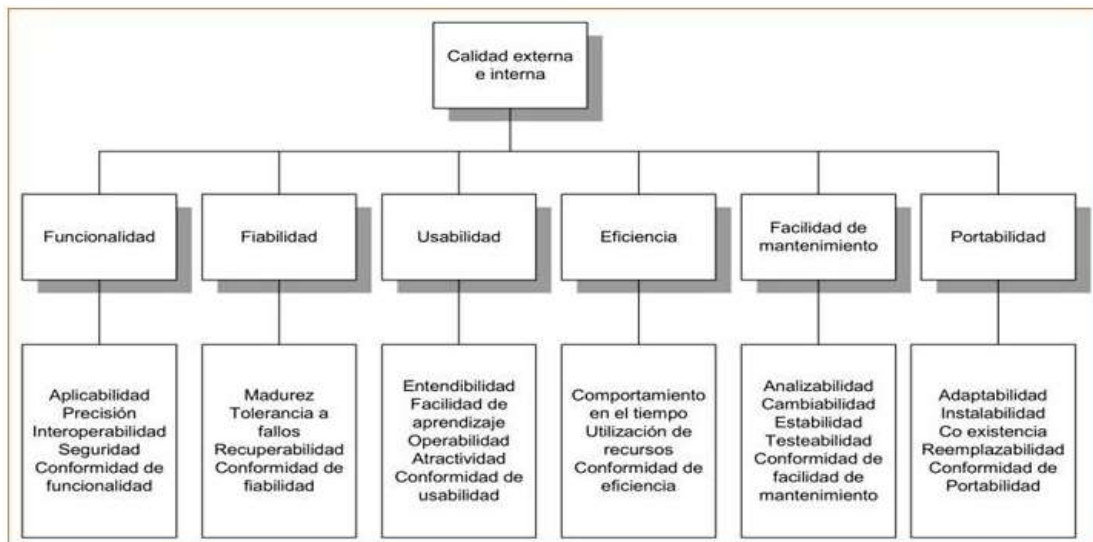 Calidad externa
e interna
Funcionalidad
Fiabilidad
Usabilidad
Eficiencia
Facilidad de
mantenimiento
Portabilidad
Aplicabilidad
Precisión
Interoperabilidad
Seguridad
Conformidad de
funcionalidad
Madurez
Tolerancia a
fallos
Recuperabilidad
Conformidad de
fiabilidad
Entendibilidad
Facilidad de
aprendizaje
Operabilidad
Atractividad
Conformidad de
usabilidad
Comportamiento
en el tiempo
Utilización de
recursos
Conformidad de
eficiencia
Analizabilidad
Cambiabilidad
Estabilidad
Testeabilidad
Conformidad de
facilidad de
mantenimiento
Adaptabilidad
Instalabilidad
Co existencia
Reemplazabilidad
Conformidad de
Portabilidad